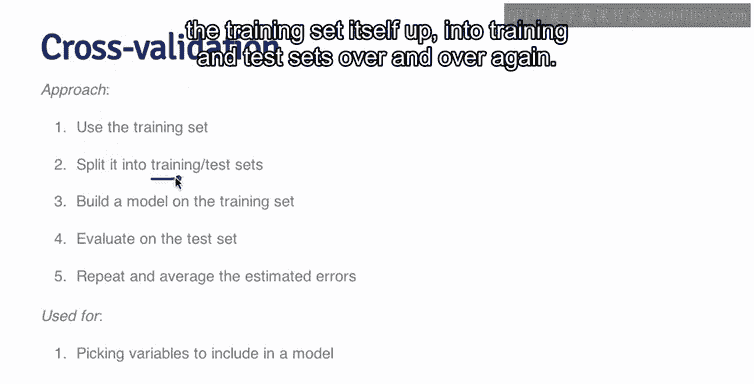 the training set itself up, into training
and test sets over and over again.
Cross-validation
Approach:
1. Use the training set
2. Split it into training/test sets
3. Build a model on the training set
4. Evaluate on the test set
5. Repeat and average the estimated errors
Used for:
1. Picking variables to include in a model